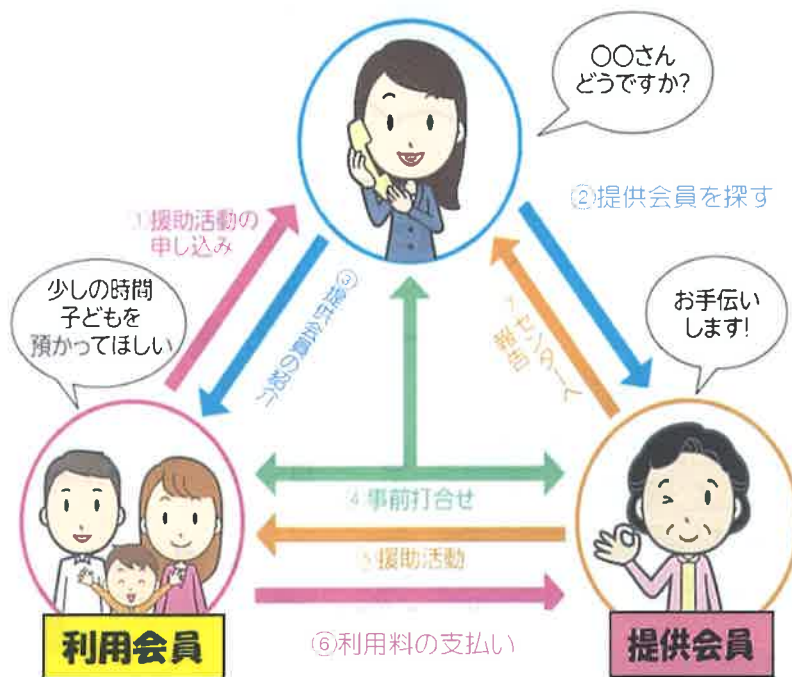 〇〇さん
どうですか?
①援助活動の
申し込み
②提供会員を探す
③提供会員の紹介
少しの時間
子どもを
預かってほしい
お手伝い
します!
7 センターへ
報告
4 事前打合せ
5 援助活動
⑥利用料の支払い
利用会員
提供会員